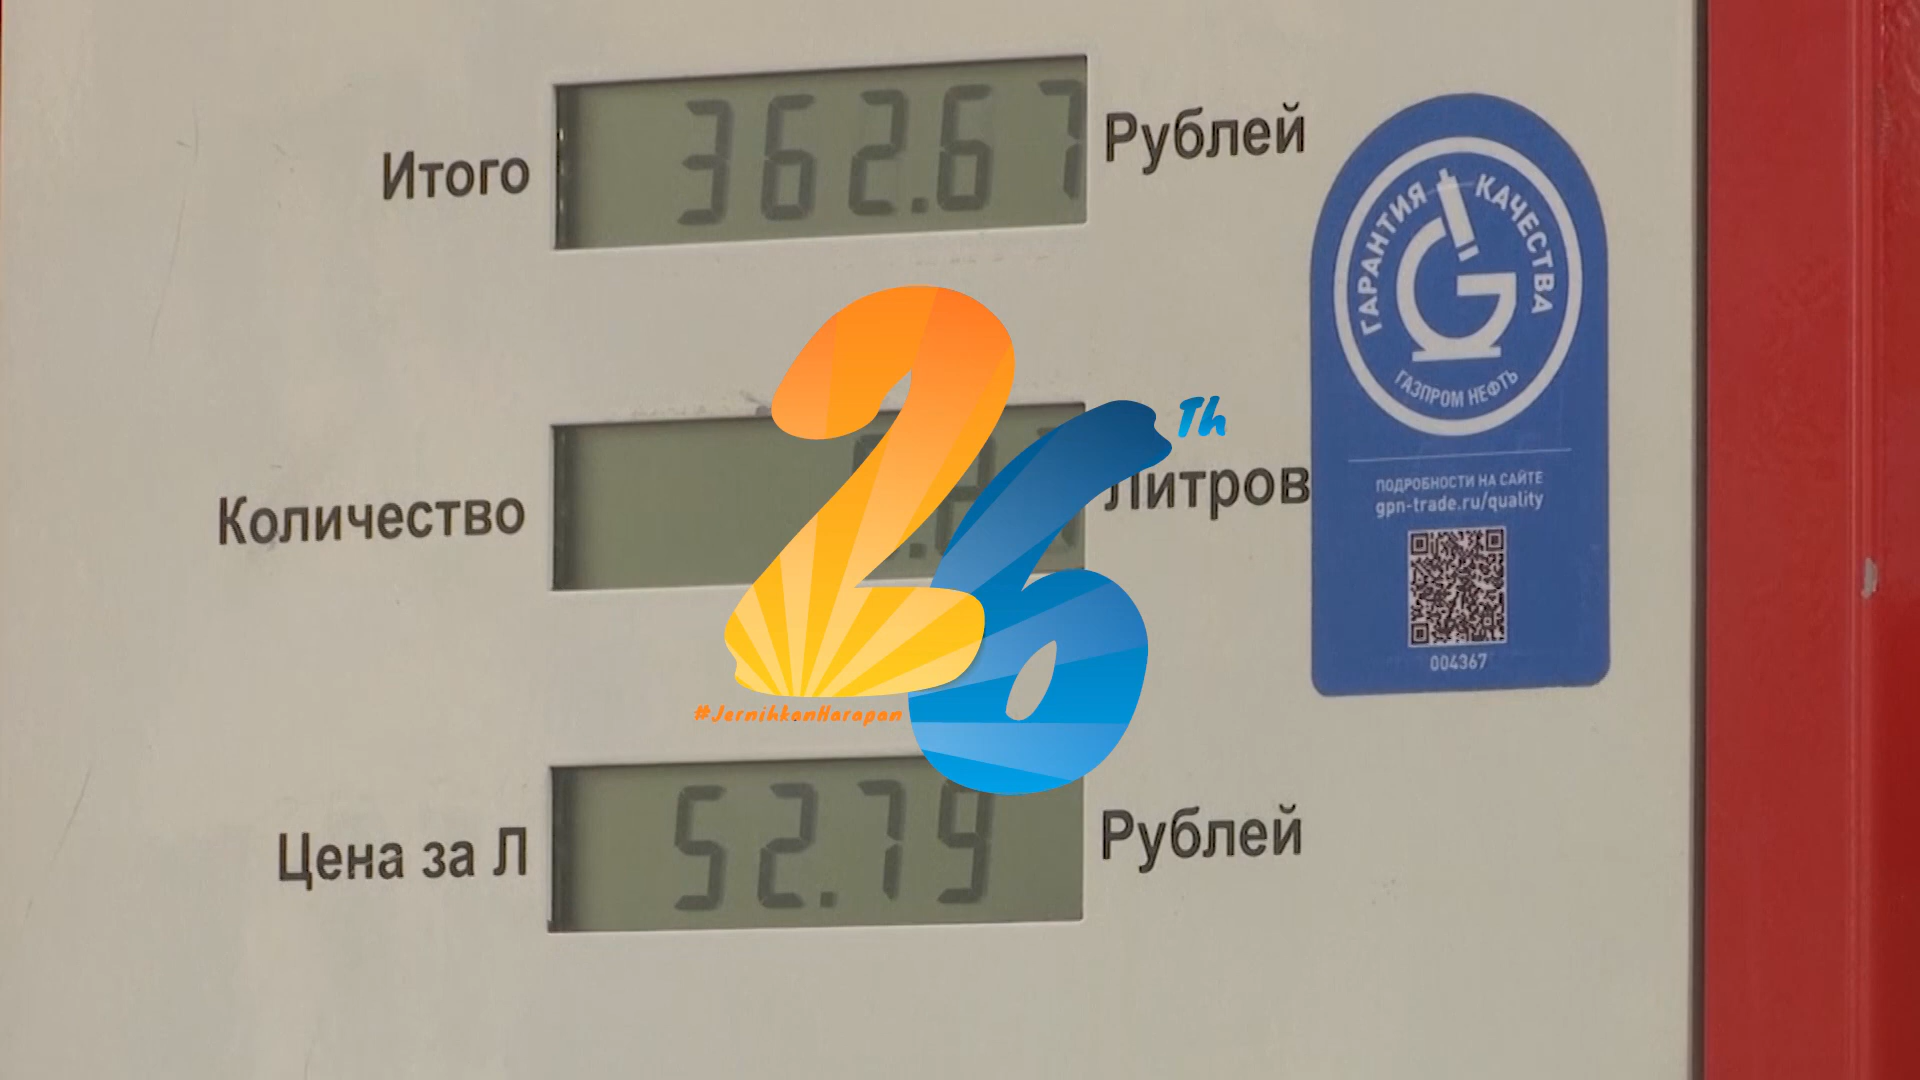 Итого 362.67 Рублей
26 Th
Количество Литров
#JernihkanHarapan
Цена за Л 52.79 Рублей
ГАРАНТИЯ КАЧЕСТВА
ГАЗПРОМ НЕФТЬ
ПОДРОБНОСТИ НА САЙТЕ
gpn-trade.ru/quality
004367